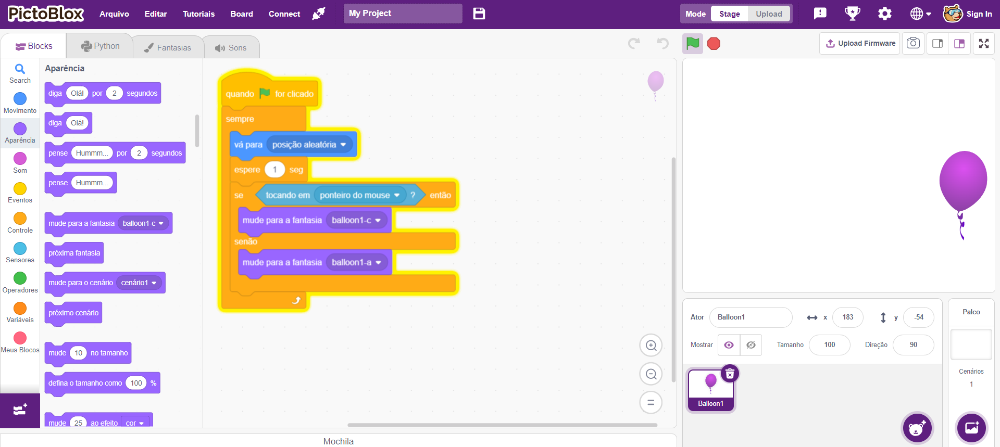 PictoBlox Arquivo Editar Tutoriais Board Connect My Project Mode Stage Upload Sign In
Blocks Python Fantasias Sons Upload Firmware
Search
Movimento
Aparência
Som
Eventos
Controle
Sensores
Operadores
Variáveis
Meus Blocos
Aparência
diga Olá! por 2 segundos
diga Olá!
pense Hummm... por 2 segundos
pense Hummm...
mude para a fantasia balloon1-c
próxima fantasia
mude para o cenário cenário1
próximo cenário
mude 10 no tamanho
defina o tamanho como 100 %
mude 25 ao efeito cor
quando for clicado
sempre
vá para posição aleatória
espere 1 seg
se tocando em ponteiro do mouse ? então
mude para a fantasia balloon1-c
senão
mude para a fantasia balloon1-a
Ator Balloon1 x 183 y -54
Mostrar Tamanho 100 Direção 90
Balloon1
Palco
Cenários
1
Mochila